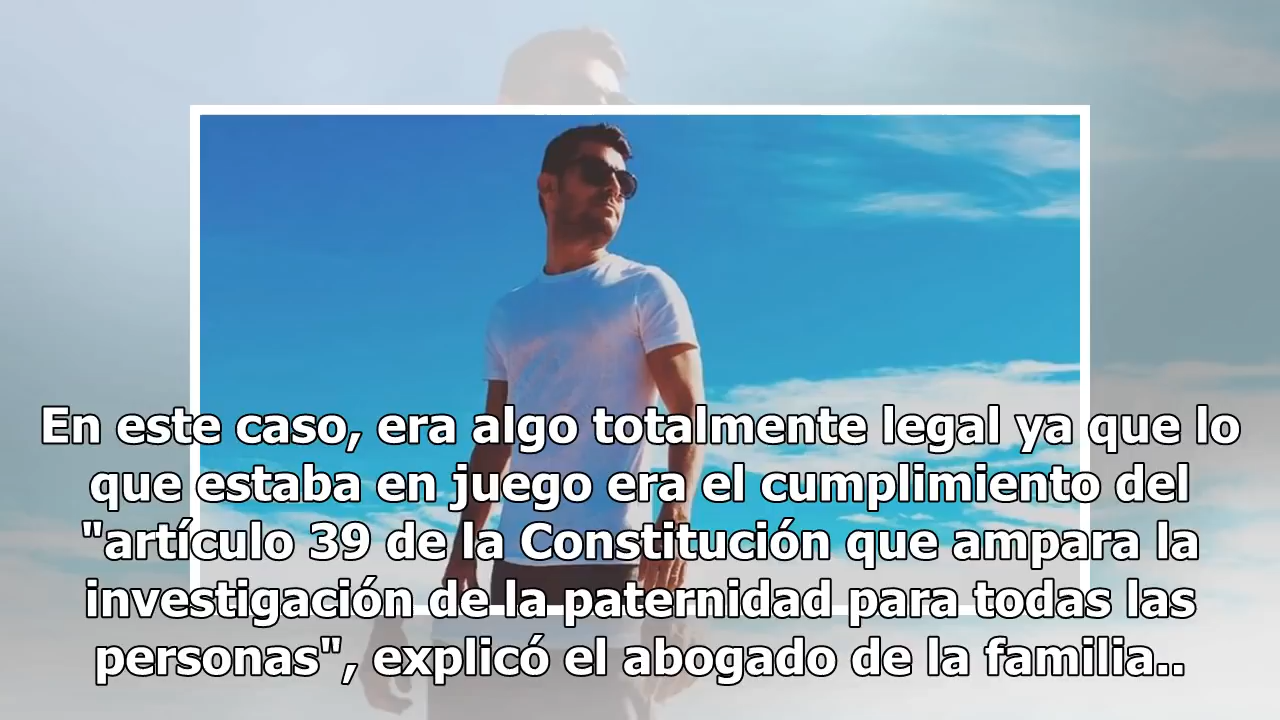 En este caso, era algo totalmente legal ya que lo
que estaba en juego era el cumplimiento del
"artículo 39 de la Constitución que ampara la
investigación de la paternidad para todas las
personas", explicó el abogado de la familia..